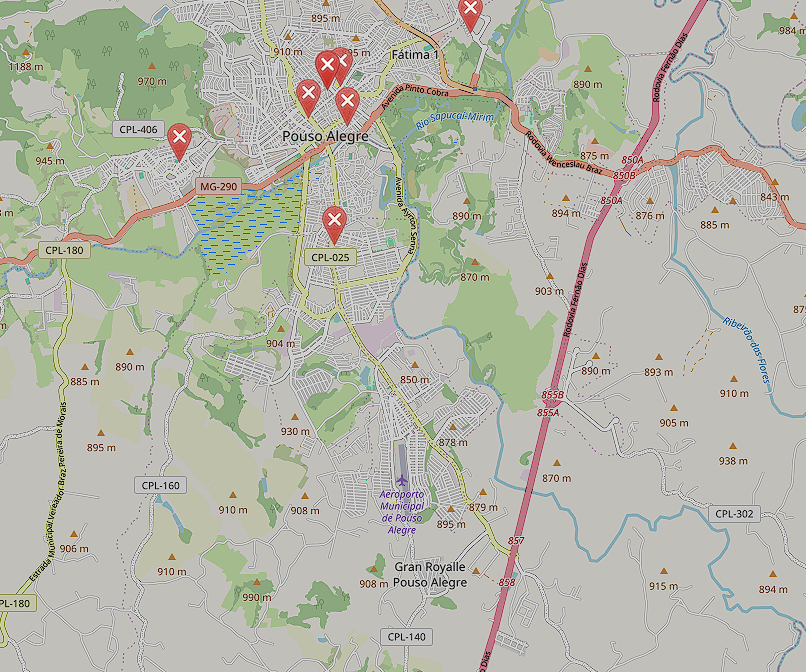 895 m
984 m
910 m
Fátima 1
1188 m
970 m
890 m
Rodovia Fernão Dias
Avenida Pinto Cobra
Rio Sapucaí-Mirim
CPL-406
Pouso Alegre
Rodovia Wenceslau Braz
945 m
875 m
850A
850B
MG-290
843 m
850A
Avenida Ayrton Senna
890 m
894 m
876 m
885 m
CPL-180
CPL-025
870 m
903 m
Rodovia Fernão Dias
904 m
Ribeirão das Flores
890 m
885 m
850 m
890 m
893 m
910 m
855B
855A
905 m
930 m
878 m
895 m
938 m
Estrada Municipal Vereador Braz Pereira de Morais
870 m
CPL-160
Aeroporto
Municipal
de Pouso
Alegre
910 m
908 m
879 m
895 m
CPL-302
906 m
857
910 m
908 m
Gran Royalle
Pouso Alegre
858
990 m
915 m
894 m
PL-180
CPL-140